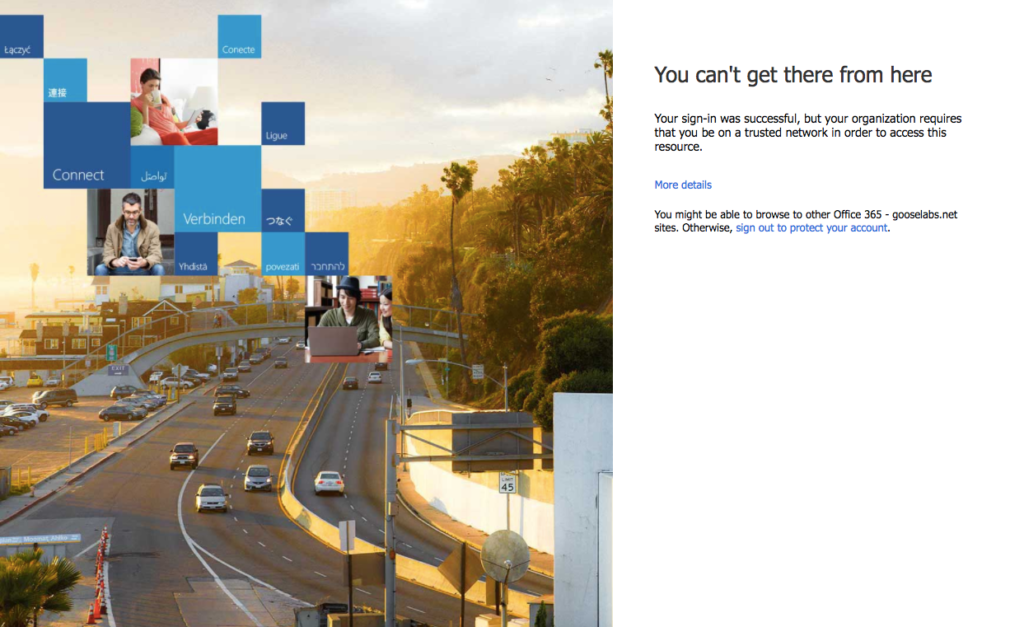 Łączyć
Conecte
連接
Ligue
Connect
تواصَل
Verbinden
つなぐ
Yhdistä
povezati
להתחבר
EXIT
LIMIT
45
You can't get there from here
Your sign-in was successful, but your organization requires
that you be on a trusted network in order to access this
resource.
More details
You might be able to browse to other Office 365 - gooselabs.net
sites. Otherwise, sign out to protect your account.